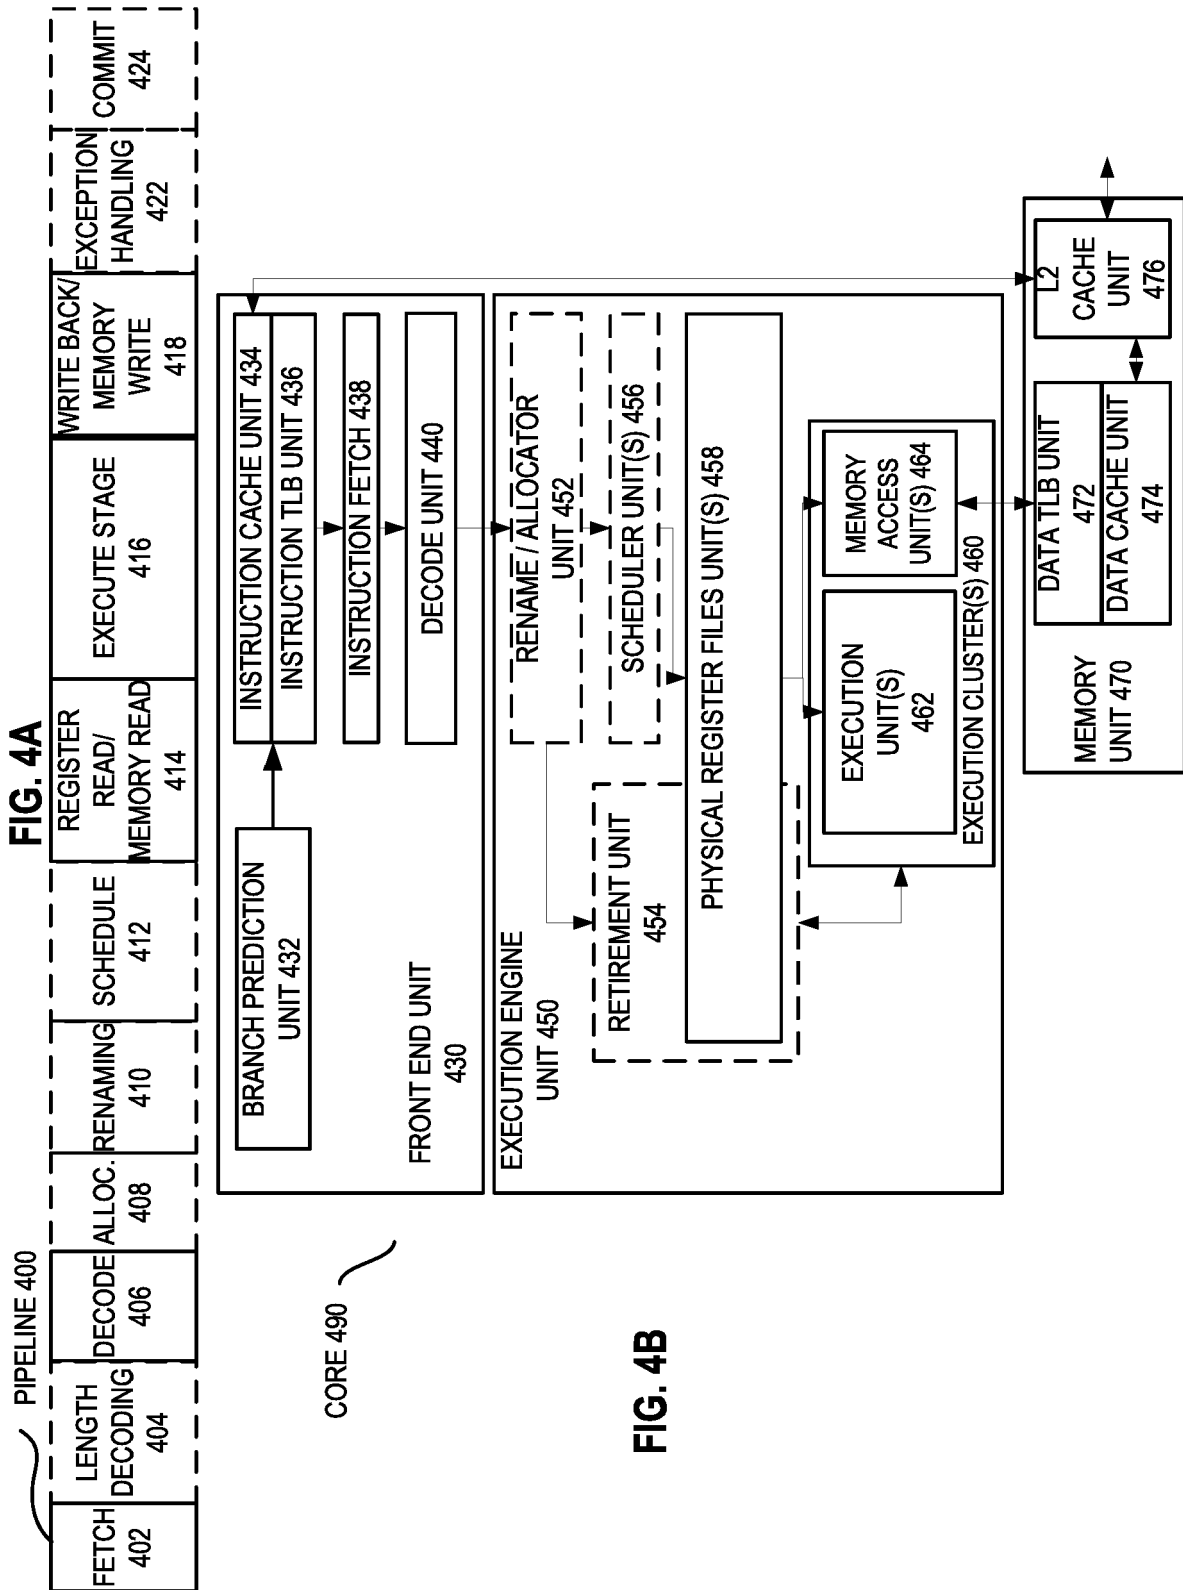 FIG. 4A
PIPELINE 400
FETCH
402
LENGTH
DECODING
404
DECODE
406
ALLOC.
408
RENAMING
410
SCHEDULE
412
REGISTER
READ/
MEMORY READ
414
EXECUTE STAGE
416
WRITE BACK/
MEMORY
WRITE
418
EXCEPTION
HANDLING
422
COMMIT
424
CORE 490
FIG. 4B
BRANCH PREDICTION
UNIT 432
INSTRUCTION CACHE UNIT 434
INSTRUCTION TLB UNIT 436
INSTRUCTION FETCH 438
DECODE UNIT 440
FRONT END UNIT
430
EXECUTION ENGINE
UNIT 450
RENAME / ALLOCATOR
UNIT 452
SCHEDULER UNIT(S) 456
RETIREMENT UNIT
454
PHYSICAL REGISTER FILES UNIT(S) 458
EXECUTION
UNIT(S)
462
MEMORY
ACCESS
UNIT(S) 464
EXECUTION CLUSTER(S) 460
MEMORY
UNIT 470
DATA TLB UNIT
472
DATA CACHE UNIT
474
L2
CACHE
UNIT
476